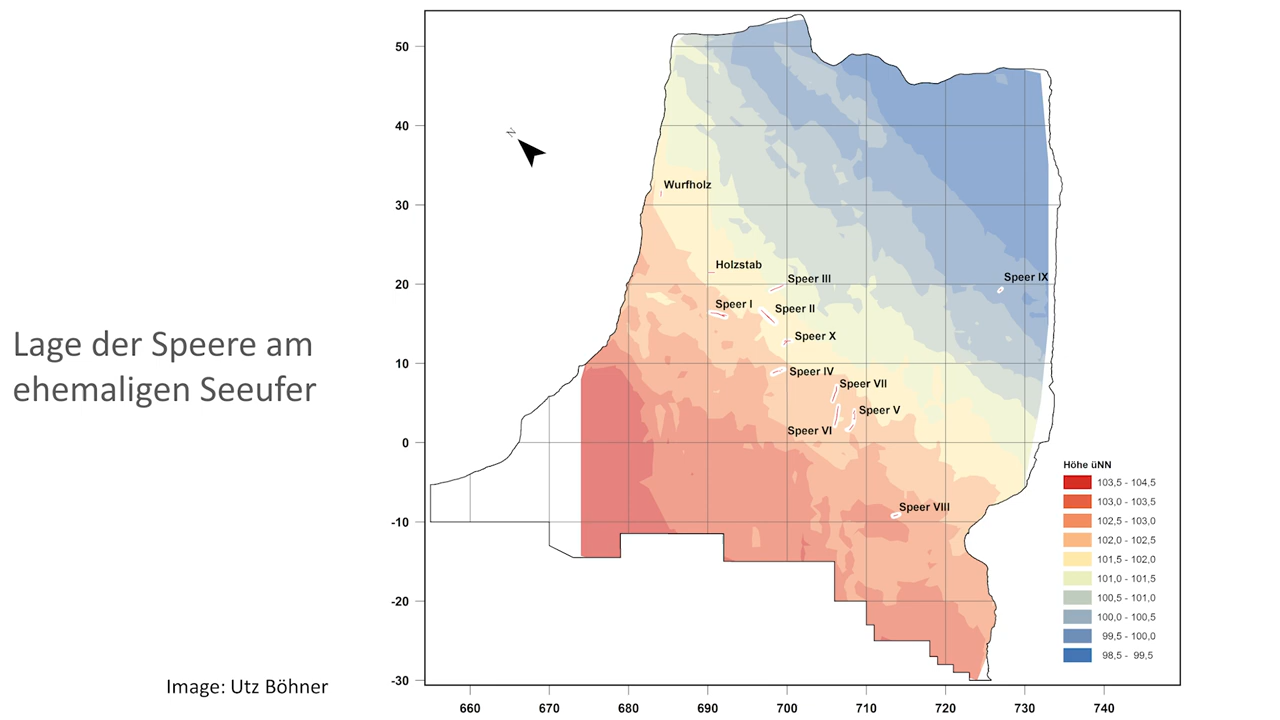 Lage der Speere am
ehemaligen Seeufer
Image: Utz Böhner
50
40
30
20
10
0
-10
-20
-30
660
670
680
690
700
710
720
730
740
N
Wurfholz
Holzstab
Speer III
Speer IX
Speer I
Speer II
Speer X
Speer IV
Speer VII
Speer V
Speer VI
Speer VIII
Höhe üNN
103,5 - 104,5
103,0 - 103,5
102,5 - 103,0
102,0 - 102,5
101,5 - 102,0
101,0 - 101,5
100,5 - 101,0
100,0 - 100,5
99,5 - 100,0
98,5 - 99,5